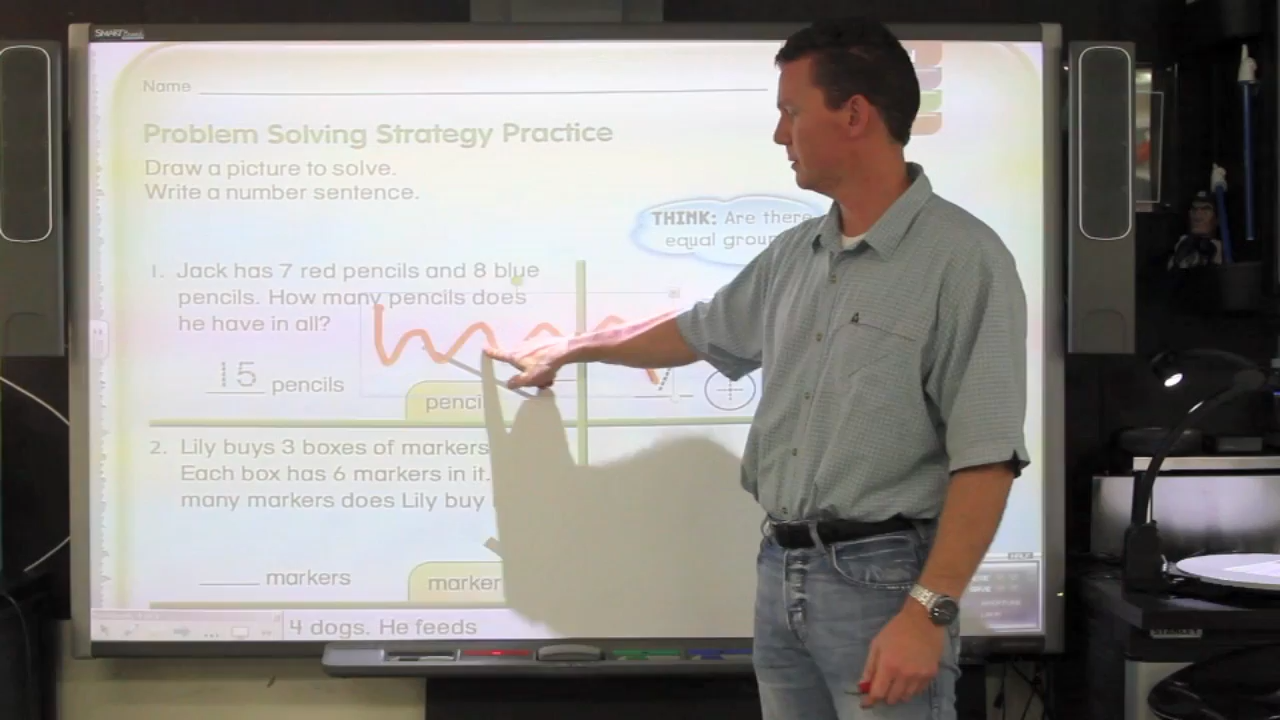 SMART
Name
Problem Solving Strategy Practice
Draw a picture to solve.
Write a number sentence.
THINK: Are there
equal group
1. Jack has 7 red pencils and 8 blue
pencils. How many pencils does
he have in all?
15 pencils
pencil
+
2. Lily buys 3 boxes of markers
Each box has 6 markers in it.
many markers does Lily buy
markers
marker
4 dogs. He feeds
STANLEY